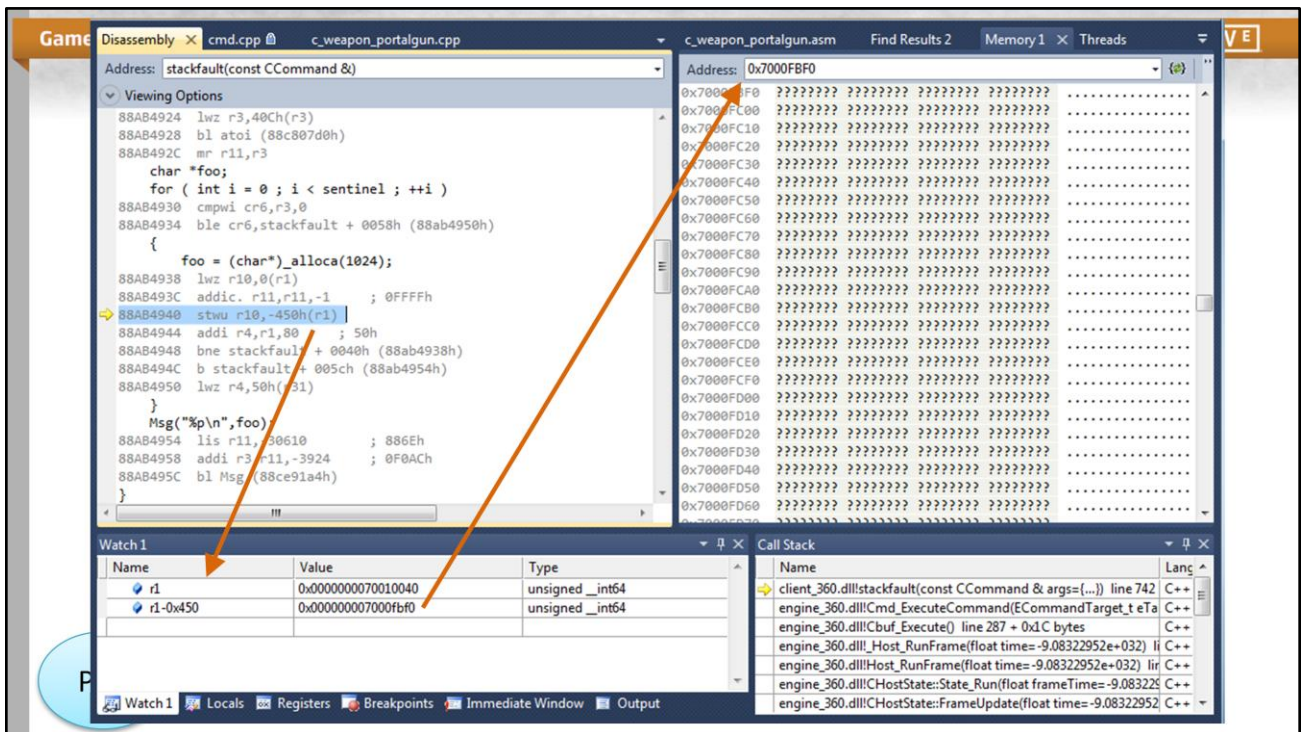 Game
V E
Disassembly cmd.cpp c_weapon_portalgun.cpp
Address: stackfault(const CCommand &)
Viewing Options
88AB4924 lwz r3,40Ch(r3)
88AB4928 bl atoi (88c807d0h)
88AB492C mr r11,r3
char *foo;
for ( int i = 0 ; i < sentinel ; ++i )
88AB4930 cmpwi cr6,r3,0
88AB4934 ble cr6,stackfault + 0058h (88ab4950h)
{
foo = (char*)_alloca(1024);
88AB4938 lwz r10,0(r1)
88AB493C addic. r11,r11,-1 ; 0FFFFh
88AB4940 stwu r10,-450h(r1)
88AB4944 addi r4,r1,80 ; 50h
88AB4948 bne stackfault + 0040h (88ab4938h)
88AB494C b stackfault + 005ch (88ab4954h)
88AB4950 lwz r4,50h(r31)
}
Msg("%p\n",foo);
88AB4954 lis r11,-30610 ; 886Eh
88AB4958 addi r3,r11,-3924 ; 0F0ACh
88AB495C bl Msg (88ce91a4h)
}
c_weapon_portalgun.asm Find Results 2 Memory 1 Threads
Address: 0x7000FBF0
0x7000FBF0 ???????? ???????? ???????? ???????? ................
0x7000FC00 ???????? ???????? ???????? ???????? ................
0x7000FC10 ???????? ???????? ???????? ???????? ................
0x7000FC20 ???????? ???????? ???????? ???????? ................
0x7000FC30 ???????? ???????? ???????? ???????? ................
0x7000FC40 ???????? ???????? ???????? ???????? ................
0x7000FC50 ???????? ???????? ???????? ???????? ................
0x7000FC60 ???????? ???????? ???????? ???????? ................
0x7000FC70 ???????? ???????? ???????? ???????? ................
0x7000FC80 ???????? ???????? ???????? ???????? ................
0x7000FC90 ???????? ???????? ???????? ???????? ................
0x7000FCA0 ???????? ???????? ???????? ???????? ................
0x7000FCB0 ???????? ???????? ???????? ???????? ................
0x7000FCC0 ???????? ???????? ???????? ???????? ................
0x7000FCD0 ???????? ???????? ???????? ???????? ................
0x7000FCE0 ???????? ???????? ???????? ???????? ................
0x7000FCF0 ???????? ???????? ???????? ???????? ................
0x7000FD00 ???????? ???????? ???????? ???????? ................
0x7000FD10 ???????? ???????? ???????? ???????? ................
0x7000FD20 ???????? ???????? ???????? ???????? ................
0x7000FD30 ???????? ???????? ???????? ???????? ................
0x7000FD40 ???????? ???????? ???????? ???????? ................
0x7000FD50 ???????? ???????? ???????? ???????? ................
0x7000FD60 ???????? ???????? ???????? ???????? ................
Watch 1
Name Value Type
r1 0x0000000070010040 unsigned __int64
r1-0x450 0x000000007000fbf0 unsigned __int64
Watch 1 Locals Registers Breakpoints Immediate Window Output
Call Stack
Name Lang
client_360.dll!stackfault(const CCommand & args={...}) line 742 C++
engine_360.dll!Cmd_ExecuteCommand(ECommandTarget_t eTa C++
engine_360.dll!Cbuf_Execute() line 287 + 0x1C bytes C++
engine_360.dll!_Host_RunFrame(float time=-9.08322952e+032) li C++
engine_360.dll!Host_RunFrame(float time=-9.08322952e+032) lir C++
engine_360.dll!CHostState::State_Run(float frameTime=-9.08322 C++
engine_360.dll!CHostState::FrameUpdate(float time=-9.08322952 C++
P